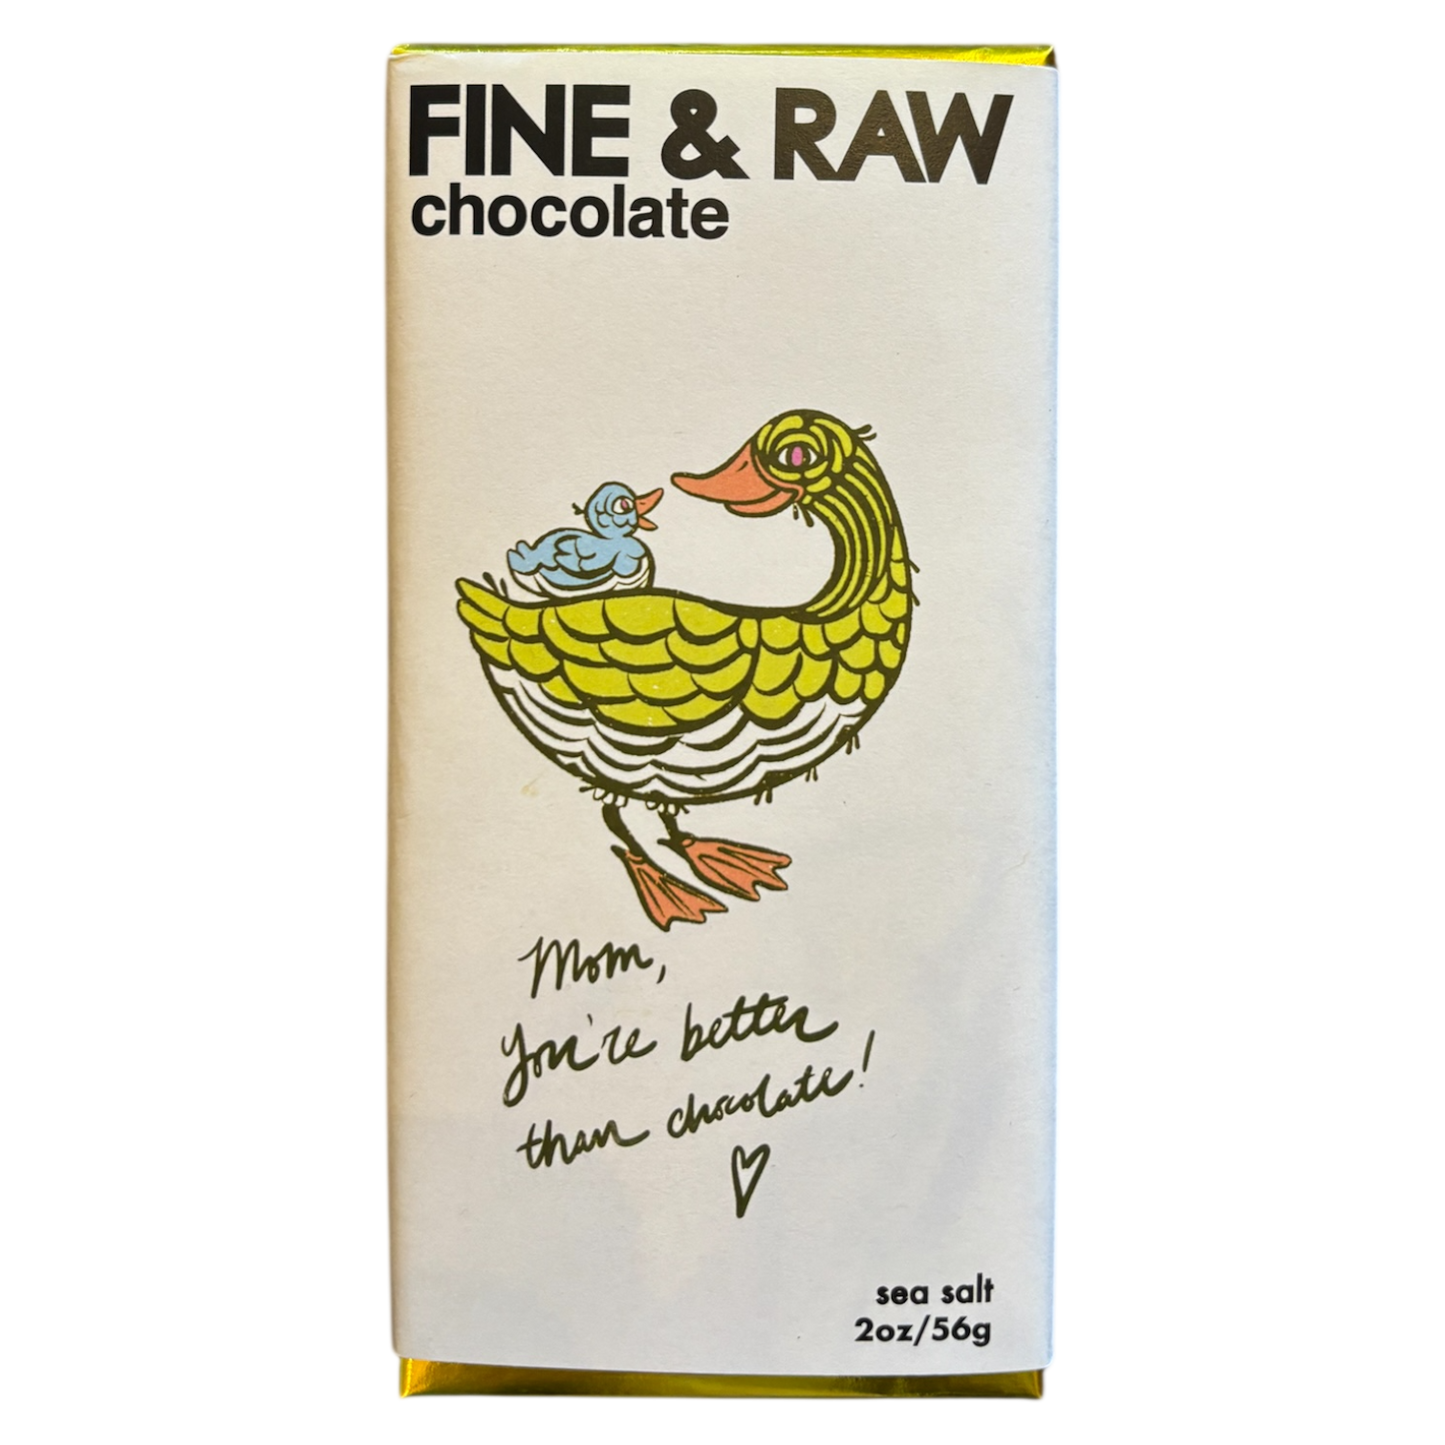 FINE & RAW
chocolate
Mom,
You're better
than chocolate!
sea salt
2oz/56g